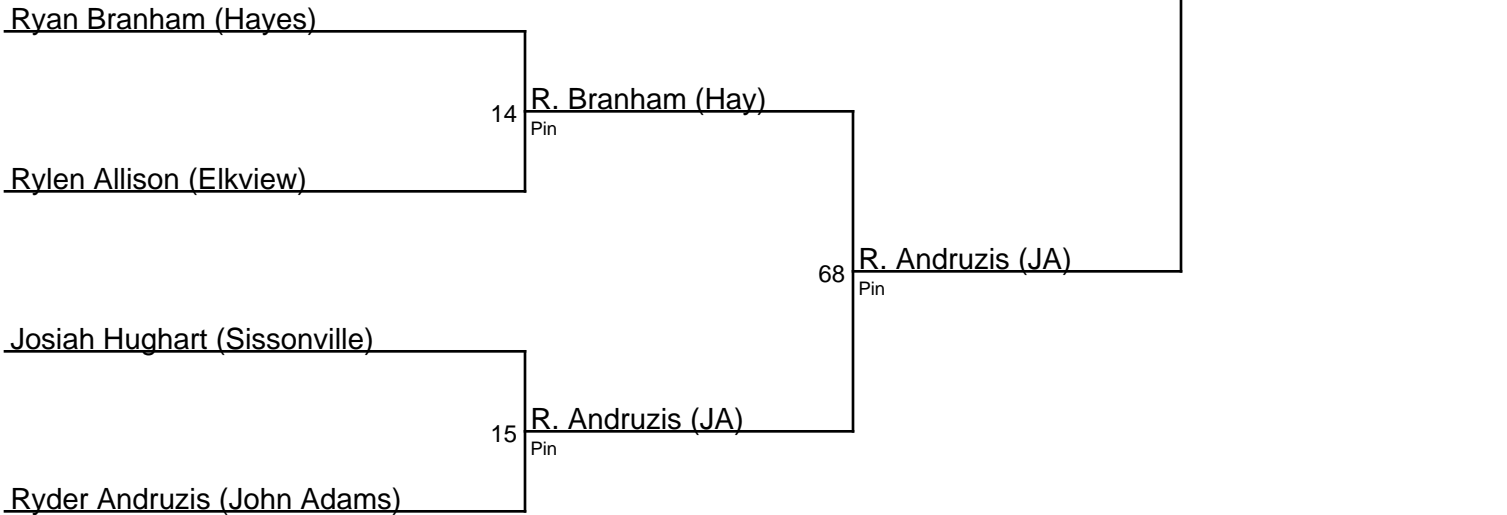 Ryan Branham (Hayes)
14
R. Branham (Hay)
Pin
Rylen Allison (Elkview)
68
R. Andruzis (JA)
Pin
Josiah Hughart (Sissonville)
15
R. Andruzis (JA)
Pin
Ryder Andruzis (John Adams)